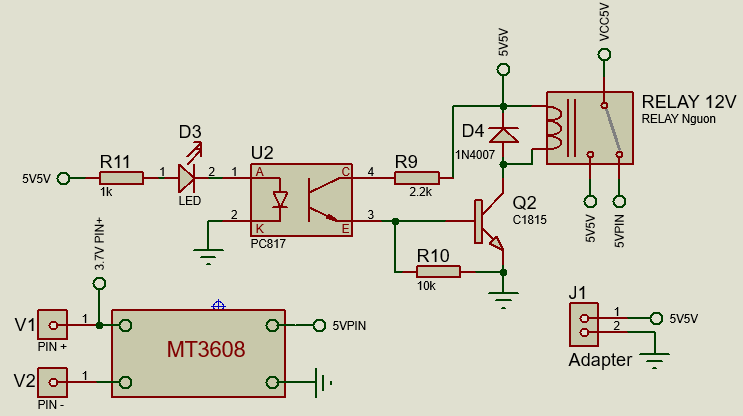 VCC5V
5V5V
RELAY 12V
RELAY Nguon
D4
1N4007
D3
1
2
LED
U2
R11
1k
5V5V
1
A
C
4
R9
2.2k
2
K
E
3
PC817
Q2
C1815
5V5V
5VPIN
R10
10k
3.7V PIN+
V1
1
PIN +
MT3608
5VPIN
V2
1
PIN -
J1
1
2
5V5V
Adapter